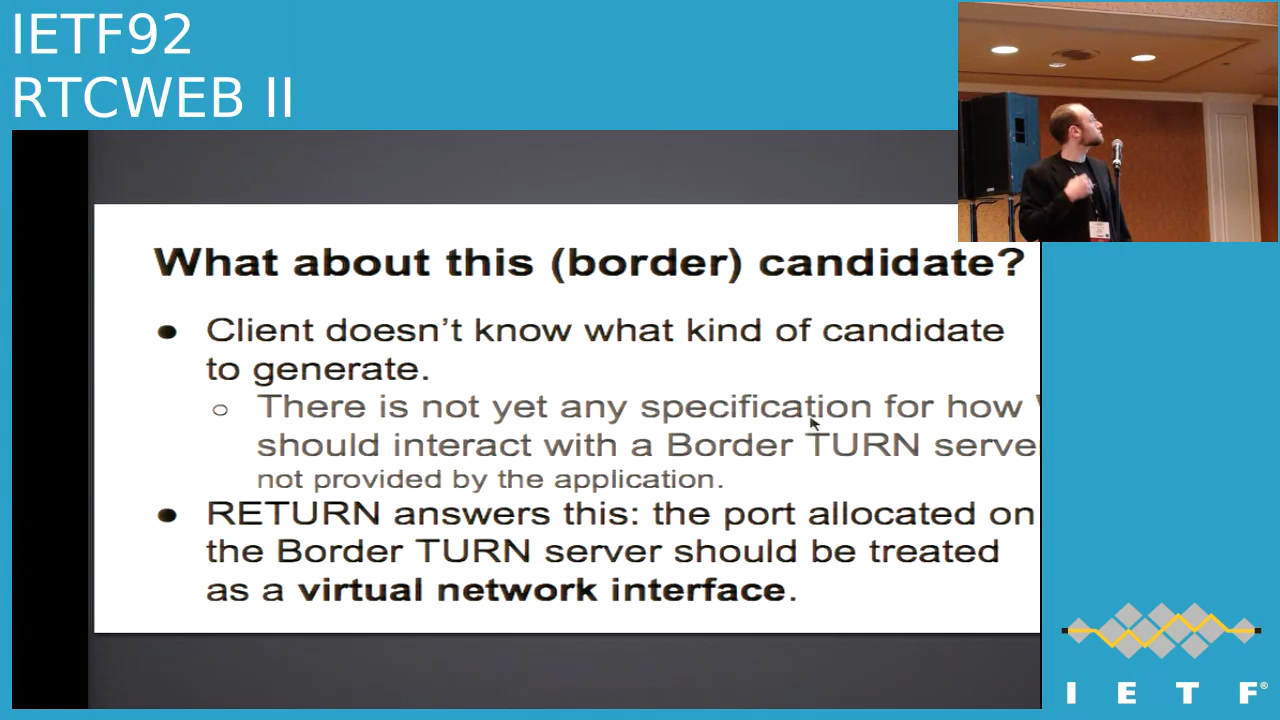 IETF92
RTCWEB II
What about this (border) candidate?
● Client doesn't know what kind of candidate
to generate.
○ There is not yet any specification for how
should interact with a Border TURN serve
not provided by the application.
● RETURN answers this: the port allocated on
the Border TURN server should be treated
as a virtual network interface.
I E T F®